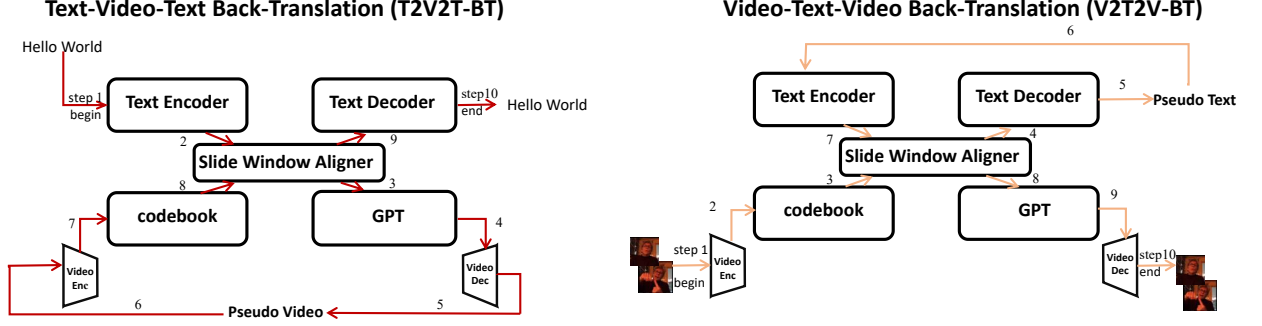 Text-Video-Text Back-Translation (T2V2T-BT)
Hello World
step 1
begin
Text Encoder
Text Decoder
step10
end
Hello World
2
9
Slide Window Aligner
8
3
codebook
GPT
7
4
Video
Enc
Video
Dec
6
5
Pseudo Video
Video-Text-Video Back-Translation (V2T2V-BT)
6
Text Encoder
Text Decoder
5
Pseudo Text
7
4
Slide Window Aligner
3
8
codebook
GPT
2
9
step 1
begin
Video
Enc
Video
Dec
step10
end